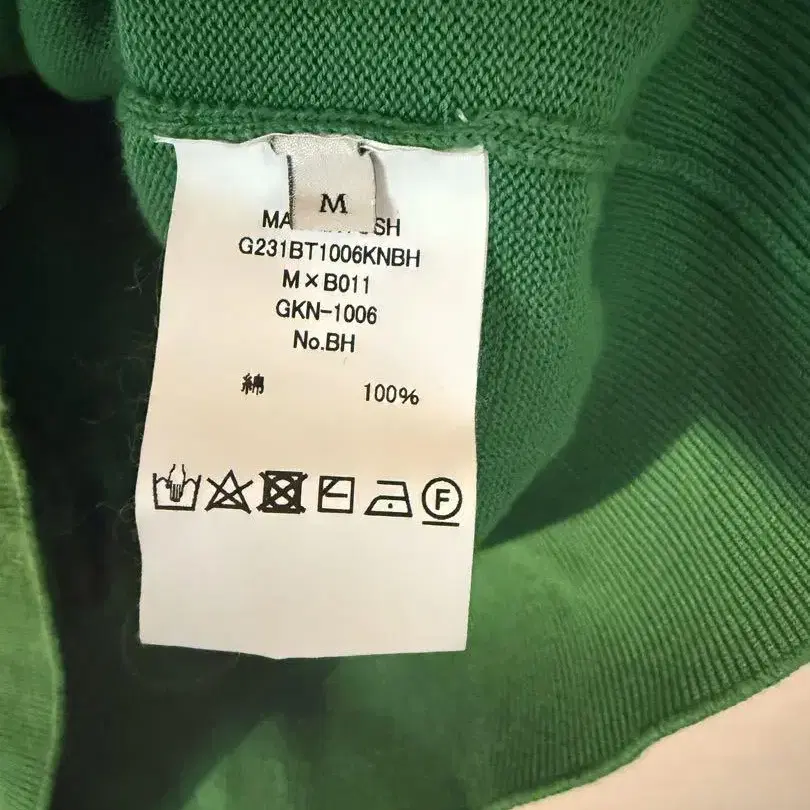 M
G231BT1006KNBH
M×B011
GKN-1006
No.BH
綿 100%
F